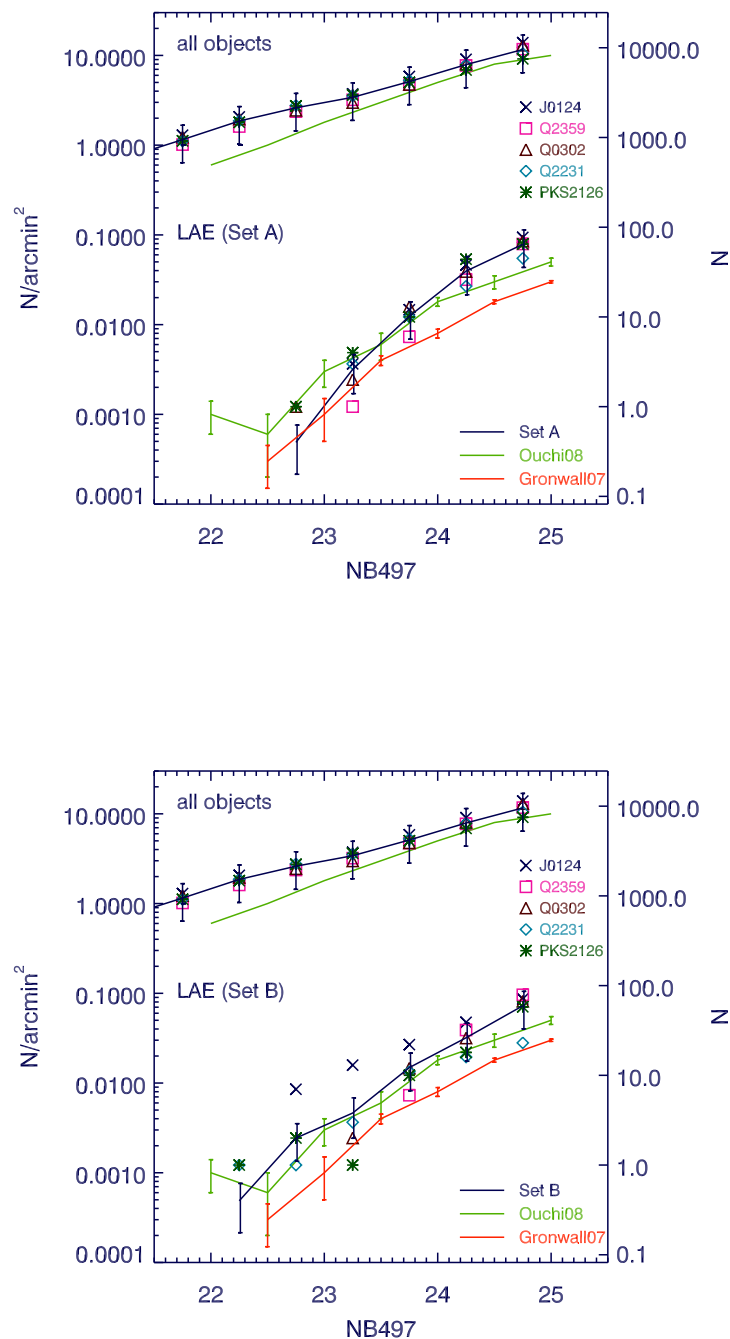 all objects
10.0000
1.0000
0.1000
0.0100
0.0010
0.0001
N/arcmin²
10000.0
1000.0
100.0
10.0
1.0
0.1
N
J0124
Q2359
Q0302
Q2231
PKS2126
LAE (Set A)
Set A
Ouchi08
Gronwall07
22 23 24 25
NB497
all objects
10.0000
1.0000
0.1000
0.0100
0.0010
0.0001
N/arcmin²
10000.0
1000.0
100.0
10.0
1.0
0.1
N
J0124
Q2359
Q0302
Q2231
PKS2126
LAE (Set B)
Set B
Ouchi08
Gronwall07
22 23 24 25
NB497